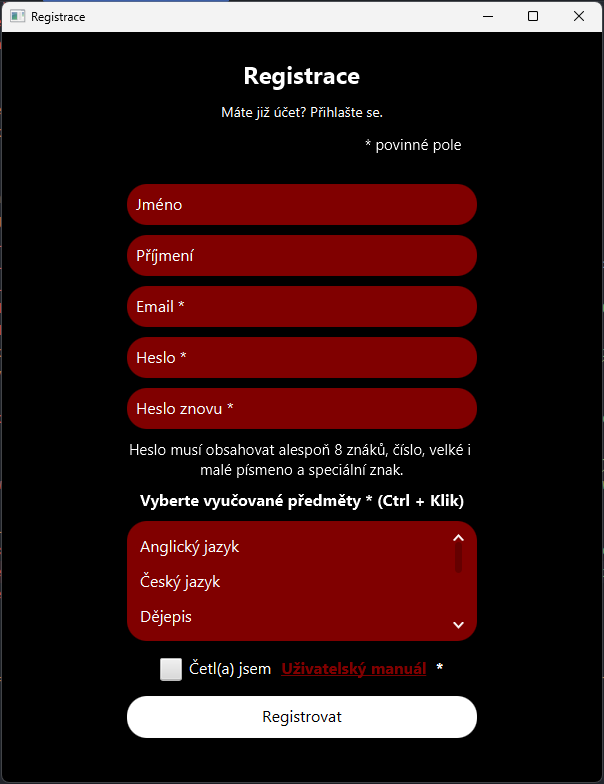 Registrace
Registrace
Máte již účet? Přihlašte se.
* povinné pole
Jméno
Příjmení
Email *
Heslo *
Heslo znovu *
Heslo musí obsahovat alespoň 8 znáků, číslo, velké i
malé písmeno a speciální znak.
Vyberte vyučované předměty * (Ctrl + Klik)
Anglický jazyk
Český jazyk
Dějepis
Četl(a) jsem Uživatelský manuál *
Registrovat